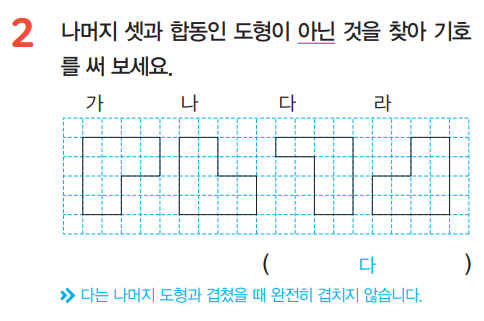 2 나머지 셋과 합동인 도형이 아닌 것을 찾아 기호
를 써 보세요.
가 나 다 라
( 다 )
다는 나머지 도형과 겹쳤을 때 완전히 겹치지 않습니다.